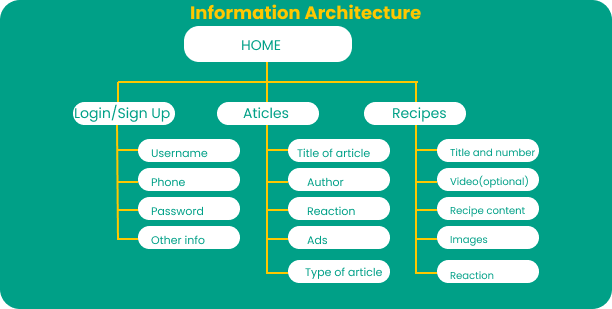 Information Architecture
HOME
Login/Sign Up
Aticles
Recipes
Username
Phone
Password
Other info
Title of article
Author
Reaction
Ads
Type of article
Title and number
Video(optional)
Recipe content
Images
Reaction